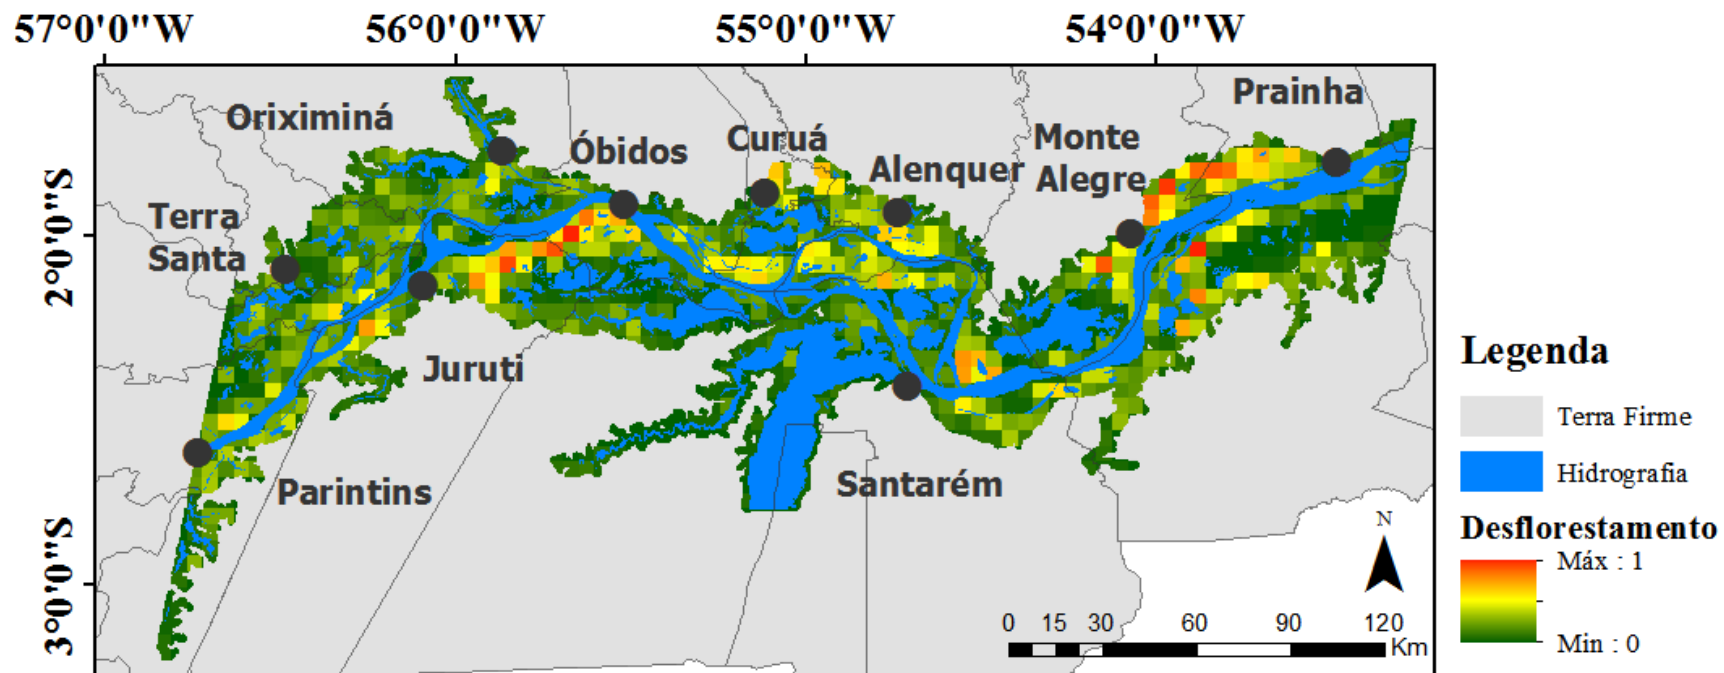 57°0'0"W 56°0'0"W 55°0'0"W 54°0'0"W
2°0'0"S
3°0'0"S
Oriximiná
Óbidos
Curuá
Alenquer
Monte
Alegre
Prainha
Terra
Santa
Juruti
Parintins
Santarém
N
0 15 30 60 90 120
Km
Legenda
Terra Firme
Hidrografia
Desflorestamento
Máx : 1
Min : 0